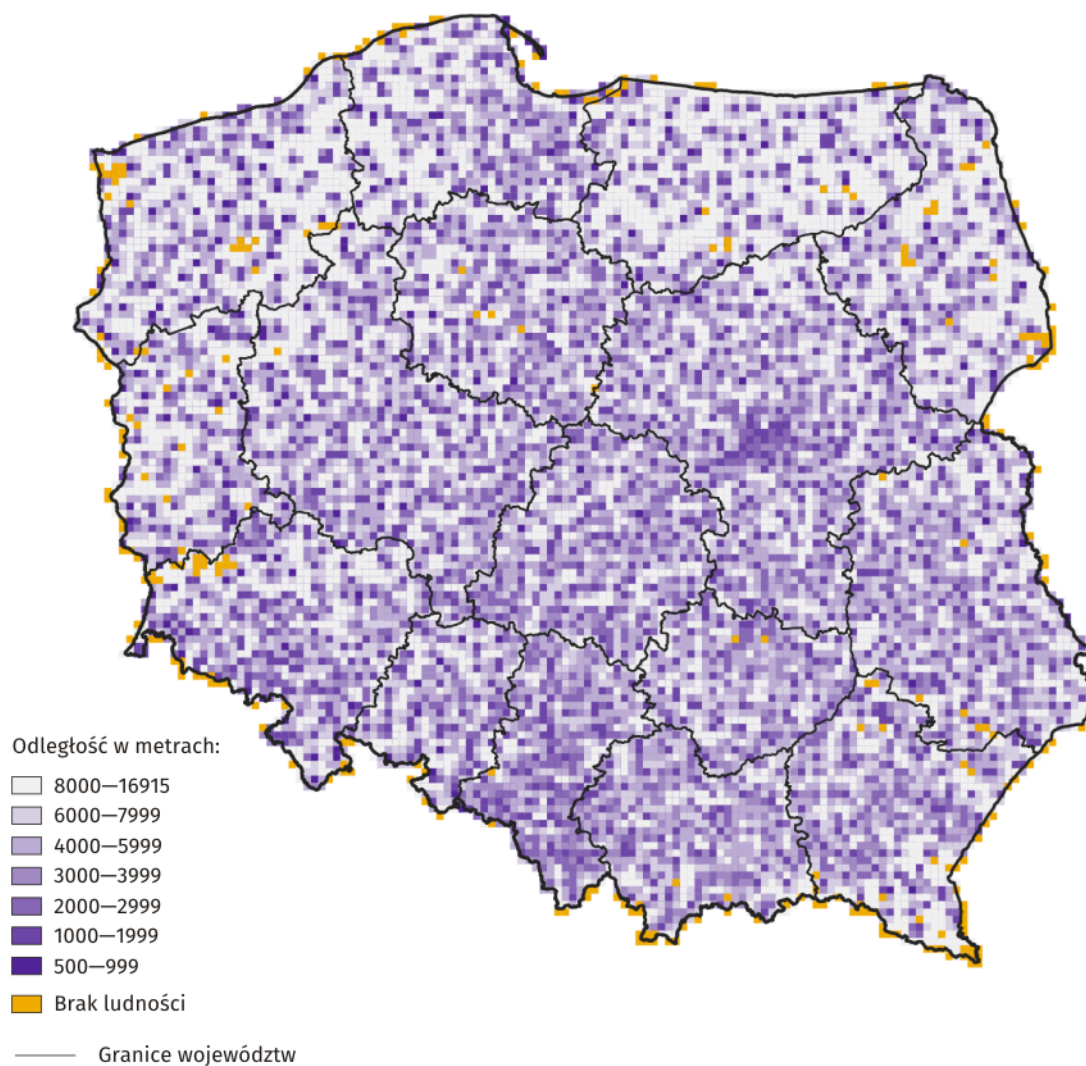 Odległość w metrach:
8000—16915
6000—7999
4000—5999
3000—3999
2000—2999
1000—1999
500—999
Brak ludności
Granice województw